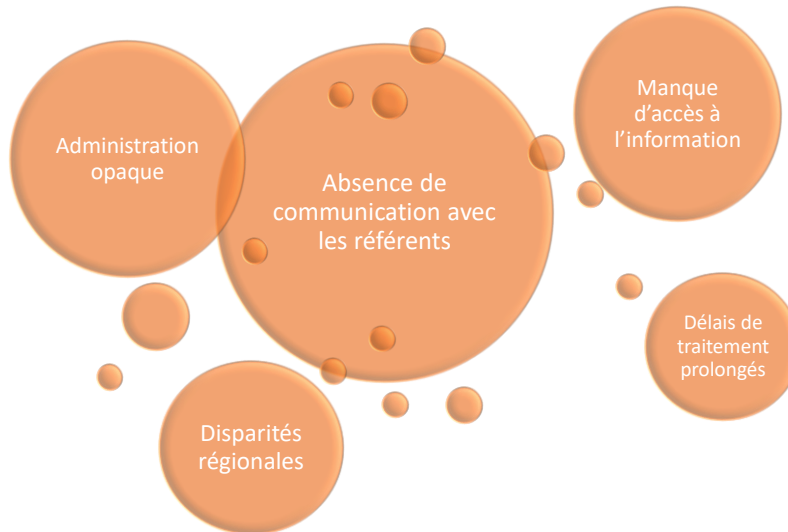 Administration
opaque
Absence de
communication avec
les référents
Manque
d’accès à
l’information
Disparités
régionales
Délais de
traitement
prolongés